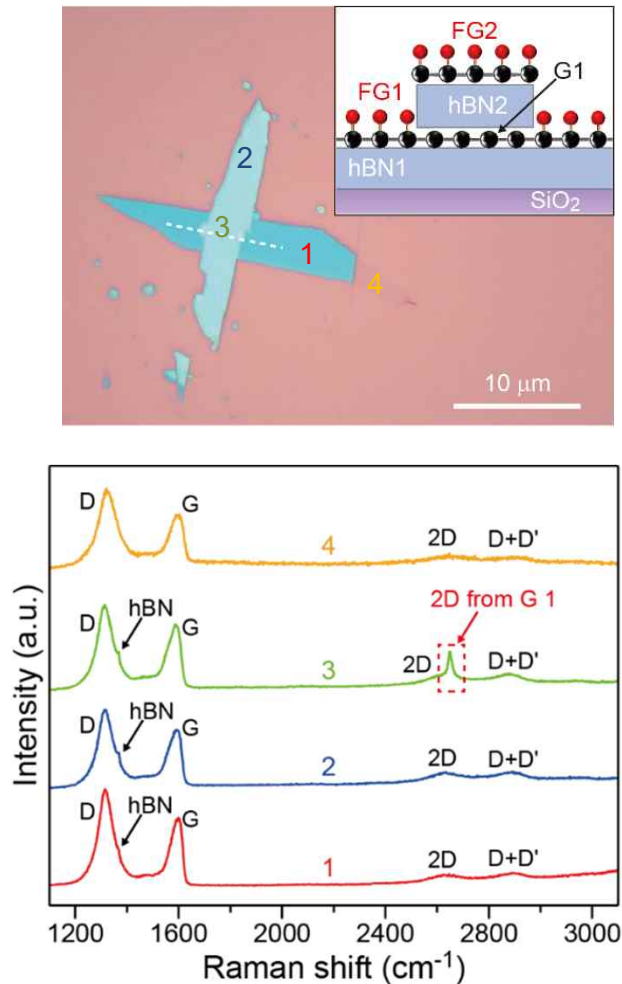 FG2
G1
FG1
hBN2
hBN1
SiO2
2
3
1
4
10 μm
D
G
4
2D
D+D'
2D from G 1
hBN
D
G
3
2D
D+D'
hBN
D
G
2
2D
D+D'
hBN
D
G
1
2D
D+D'
Intensity (a.u.)
1200
1600
2000
2400
2800
3000
Raman shift (cm-1)